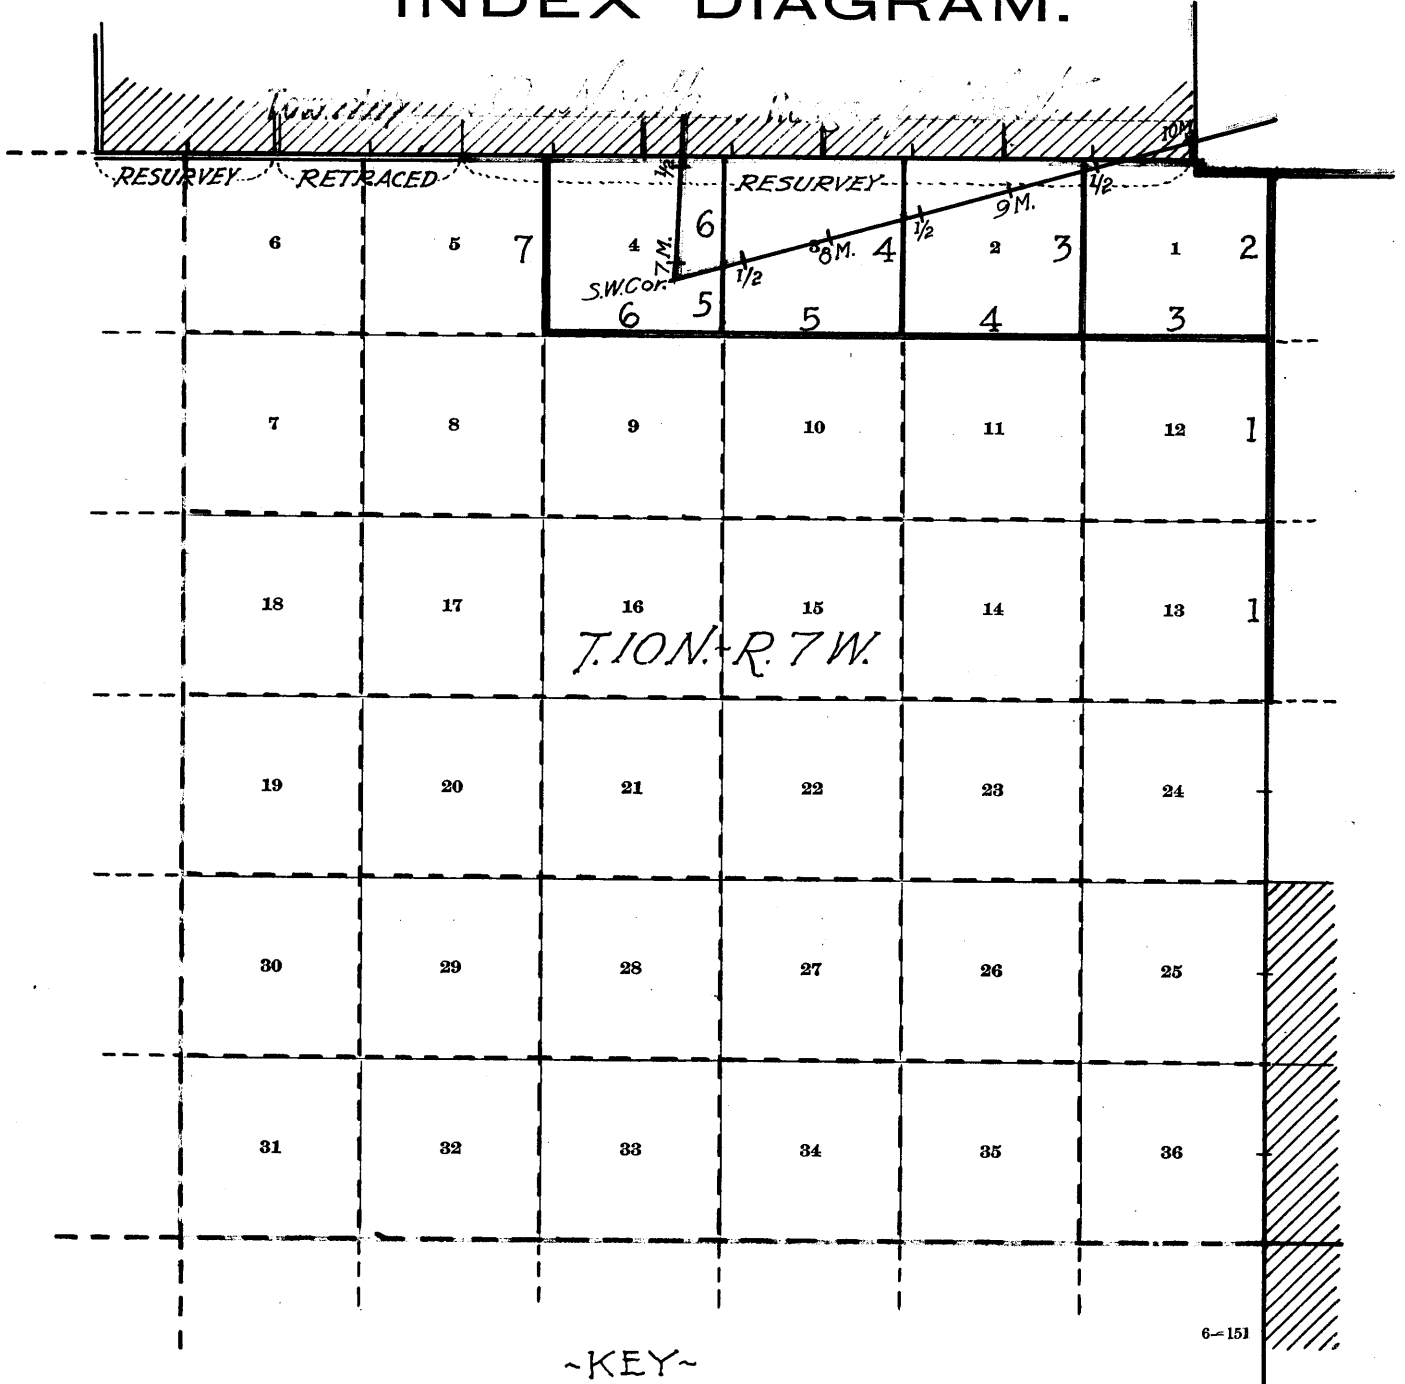 INDEX DIAGRAM.
10M.
RESURVEY RETRACED 1/2 RESURVEY 1/2
9M.
6 5 7 4 6 3 8M. 4 1/2 2 3 1 2
7M.
1/2
S.W.Cor. 5
6 5 4 3
7 8 9 10 11 12 1
18 17 16 15 14 13 1
T.10N.-R.7W.
19 20 21 22 23 24
30 29 28 27 26 25
31 32 33 34 35 36
6-151
~KEY~